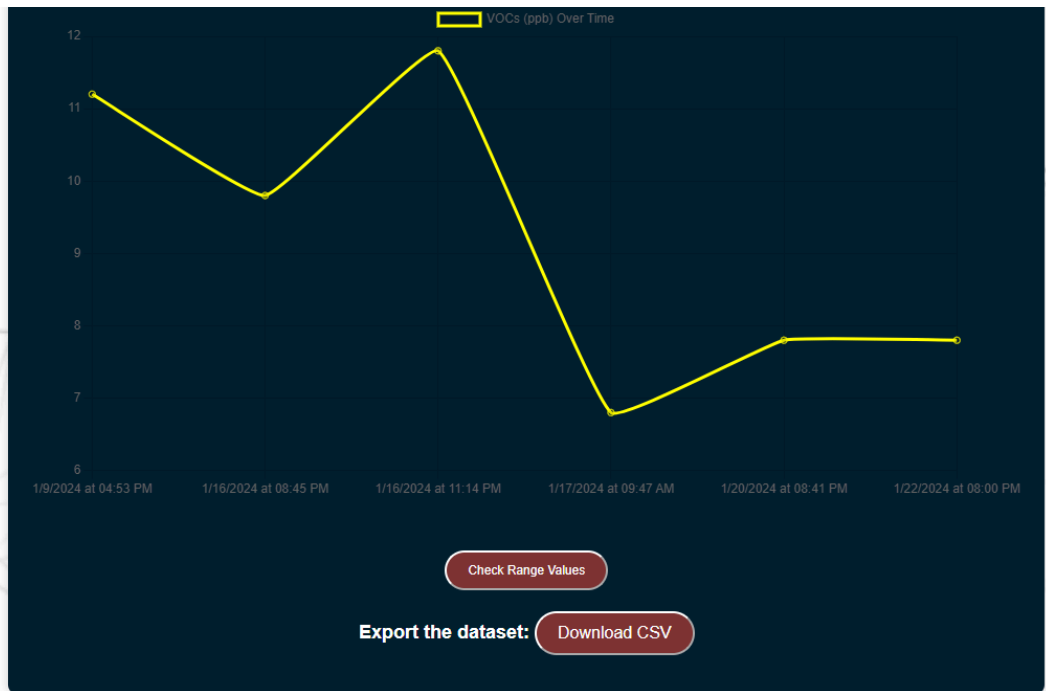 VOCs (ppb) Over Time
12
11
10
9
8
7
6
1/9/2024 at 04:53 PM 1/16/2024 at 08:45 PM 1/16/2024 at 11:14 PM 1/17/2024 at 09:47 AM 1/20/2024 at 08:41 PM 1/22/2024 at 08:00 PM
Check Range Values
Export the dataset: Download CSV